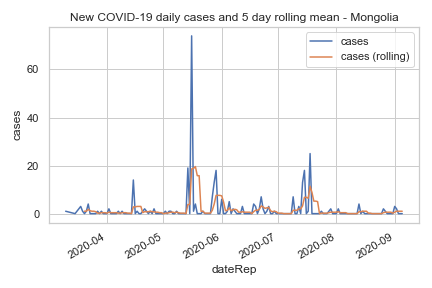 New COVID-19 daily cases and 5 day rolling mean - Mongolia
cases
cases (rolling)
60
40
20
0
cases
2020-04
2020-05
2020-06
2020-07
2020-08
2020-09
dateRep